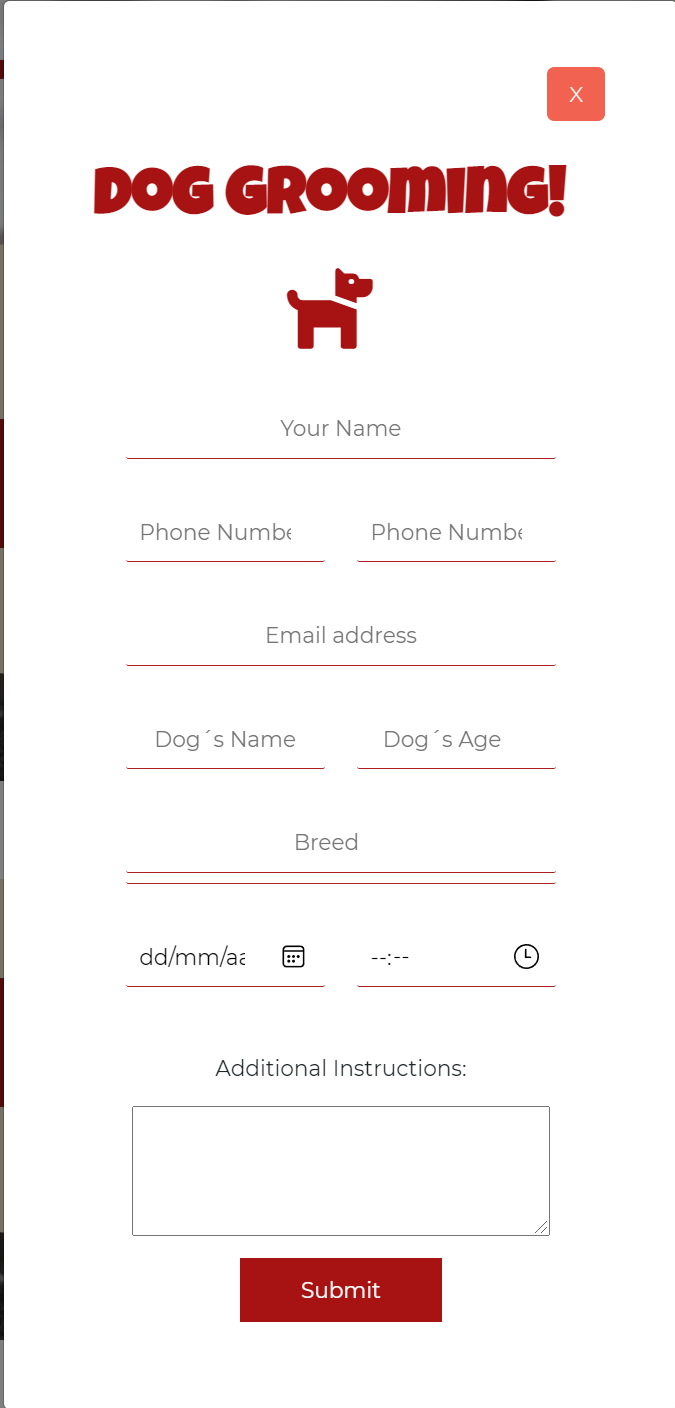 X
DOG GROOMING!
Your Name
Phone Numbe Phone Numbe
Email address
Dog´s Name Dog´s Age
Breed
dd/mm/aa --:--
Additional Instructions:
Submit